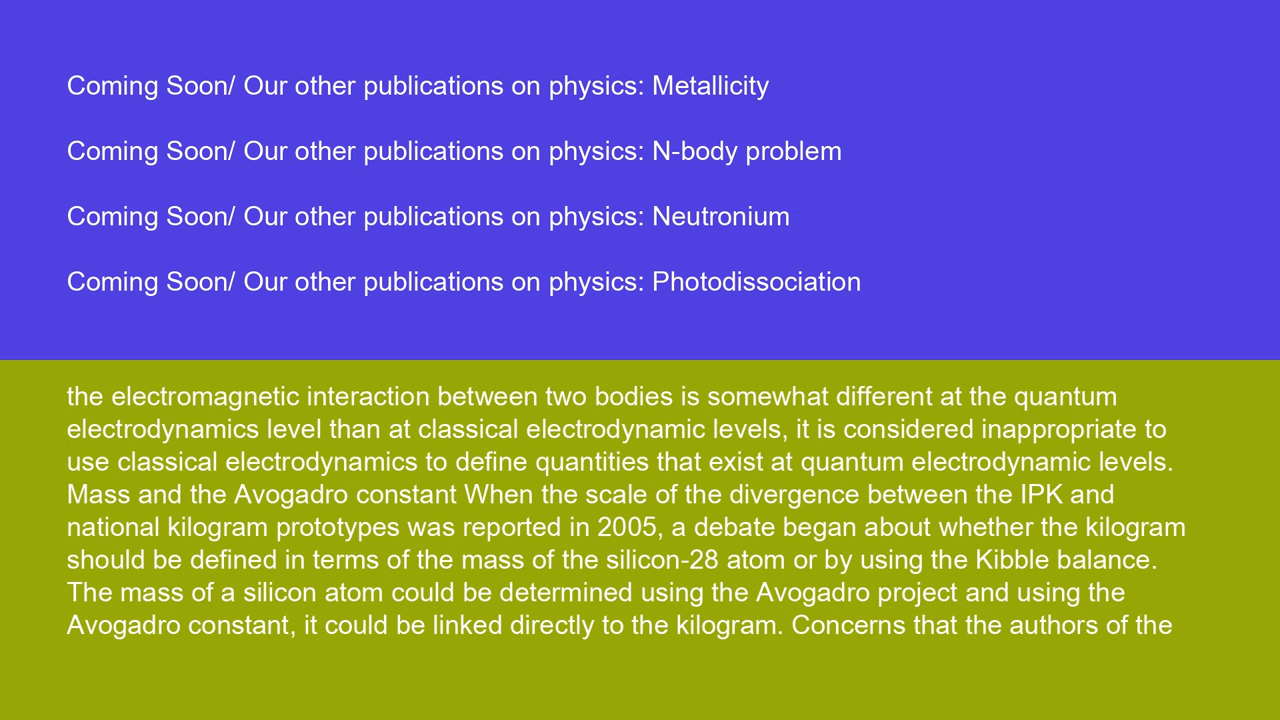 Coming Soon/ Our other publications on physics: Metallicity
Coming Soon/ Our other publications on physics: N-body problem
Coming Soon/ Our other publications on physics: Neutronium
Coming Soon/ Our other publications on physics: Photodissociation
the electromagnetic interaction between two bodies is somewhat different at the quantum
electrodynamics level than at classical electrodynamic levels, it is considered inappropriate to
use classical electrodynamics to define quantities that exist at quantum electrodynamic levels.
Mass and the Avogadro constant When the scale of the divergence between the IPK and
national kilogram prototypes was reported in 2005, a debate began about whether the kilogram
should be defined in terms of the mass of the silicon-28 atom or by using the Kibble balance.
The mass of a silicon atom could be determined using the Avogadro project and using the
Avogadro constant, it could be linked directly to the kilogram. Concerns that the authors of the